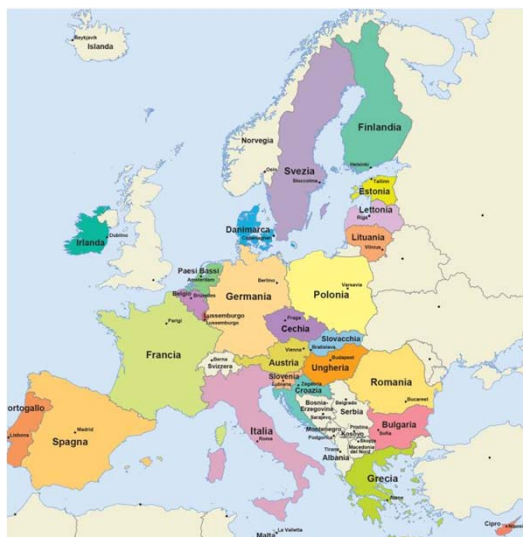 Reykjavik
Islanda
Finlandia
Norvegia
Svezia
Oslo
Helsinki
Stoccolma
Tallinn
Estonia
Lettonia
Riga
Lituania
Vilnius
Danimarca
Copenaghen
Irlanda
Dublino
Paesi Bassi
Amsterdam
Berlino
Germania
Varsavia
Polonia
Belgio
Bruxelles
Lussemburgo
Lussemburgo
Praga
Cechia
Parigi
Francia
Slovacchia
Bratislava
Vienna
Austria
Budapest
Ungheria
Berna
Svizzera
Slovenia
Lubiana
Zagabria
Croazia
Romania
Bucarest
Bosnia-
Erzegovina
Sarajevo
Belgrado
Serbia
Montenegro
Podgorica
Pristina
Kosovo
Skopje
Macedonia
del Nord
Sofia
Bulgaria
Tirana
Albania
Italia
Roma
Portogallo
Lisbona
Madrid
Spagna
Grecia
Atene
Malta
La Valletta
Cipro